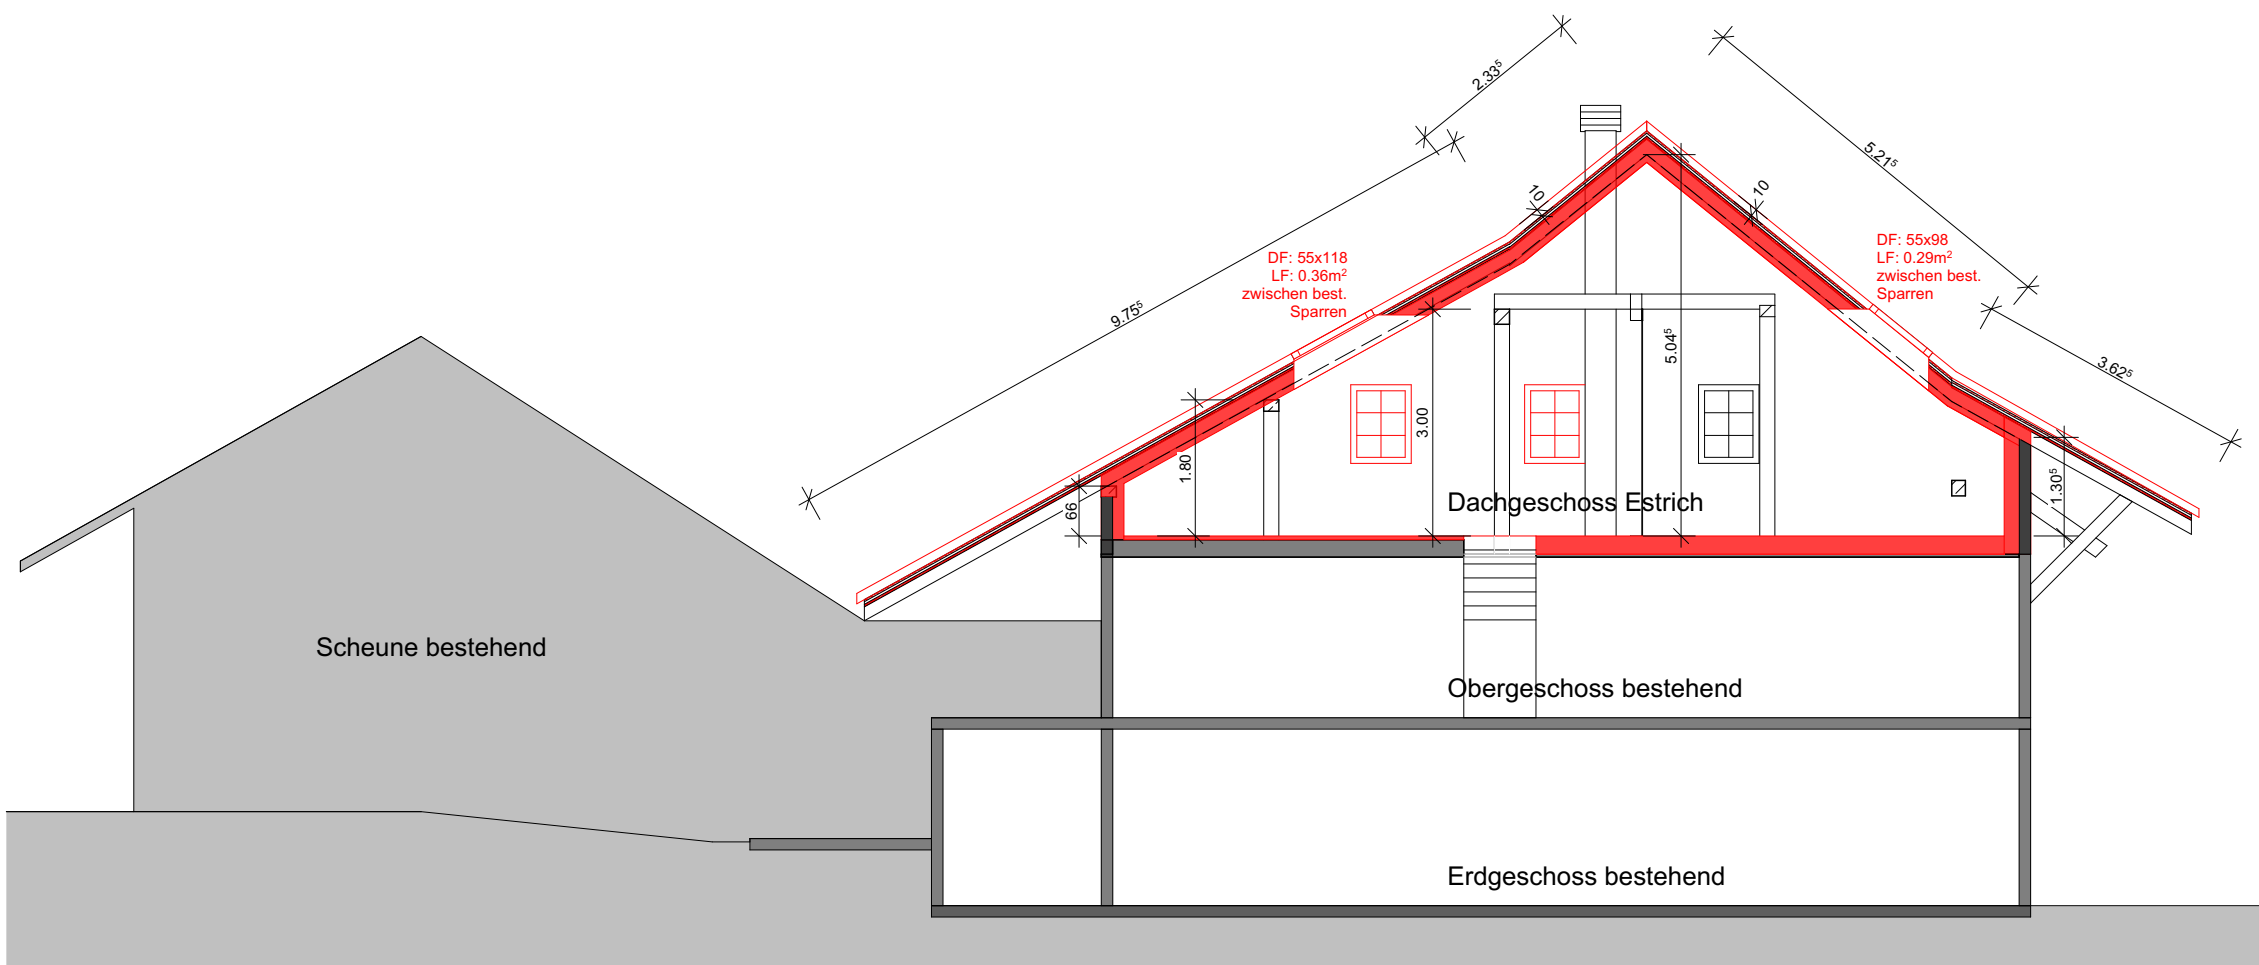 2.33⁵
5.21⁵
10
10
DF: 55x118
LF: 0.36m²
zwischen best.
Sparren
DF: 55x98
LF: 0.29m²
zwischen best.
Sparren
9.75⁵
5.04⁵
3.62⁵
3.00
1.80
66
1.30⁵
Dachgeschoss Estrich
Scheune bestehend
Obergeschoss bestehend
Erdgeschoss bestehend